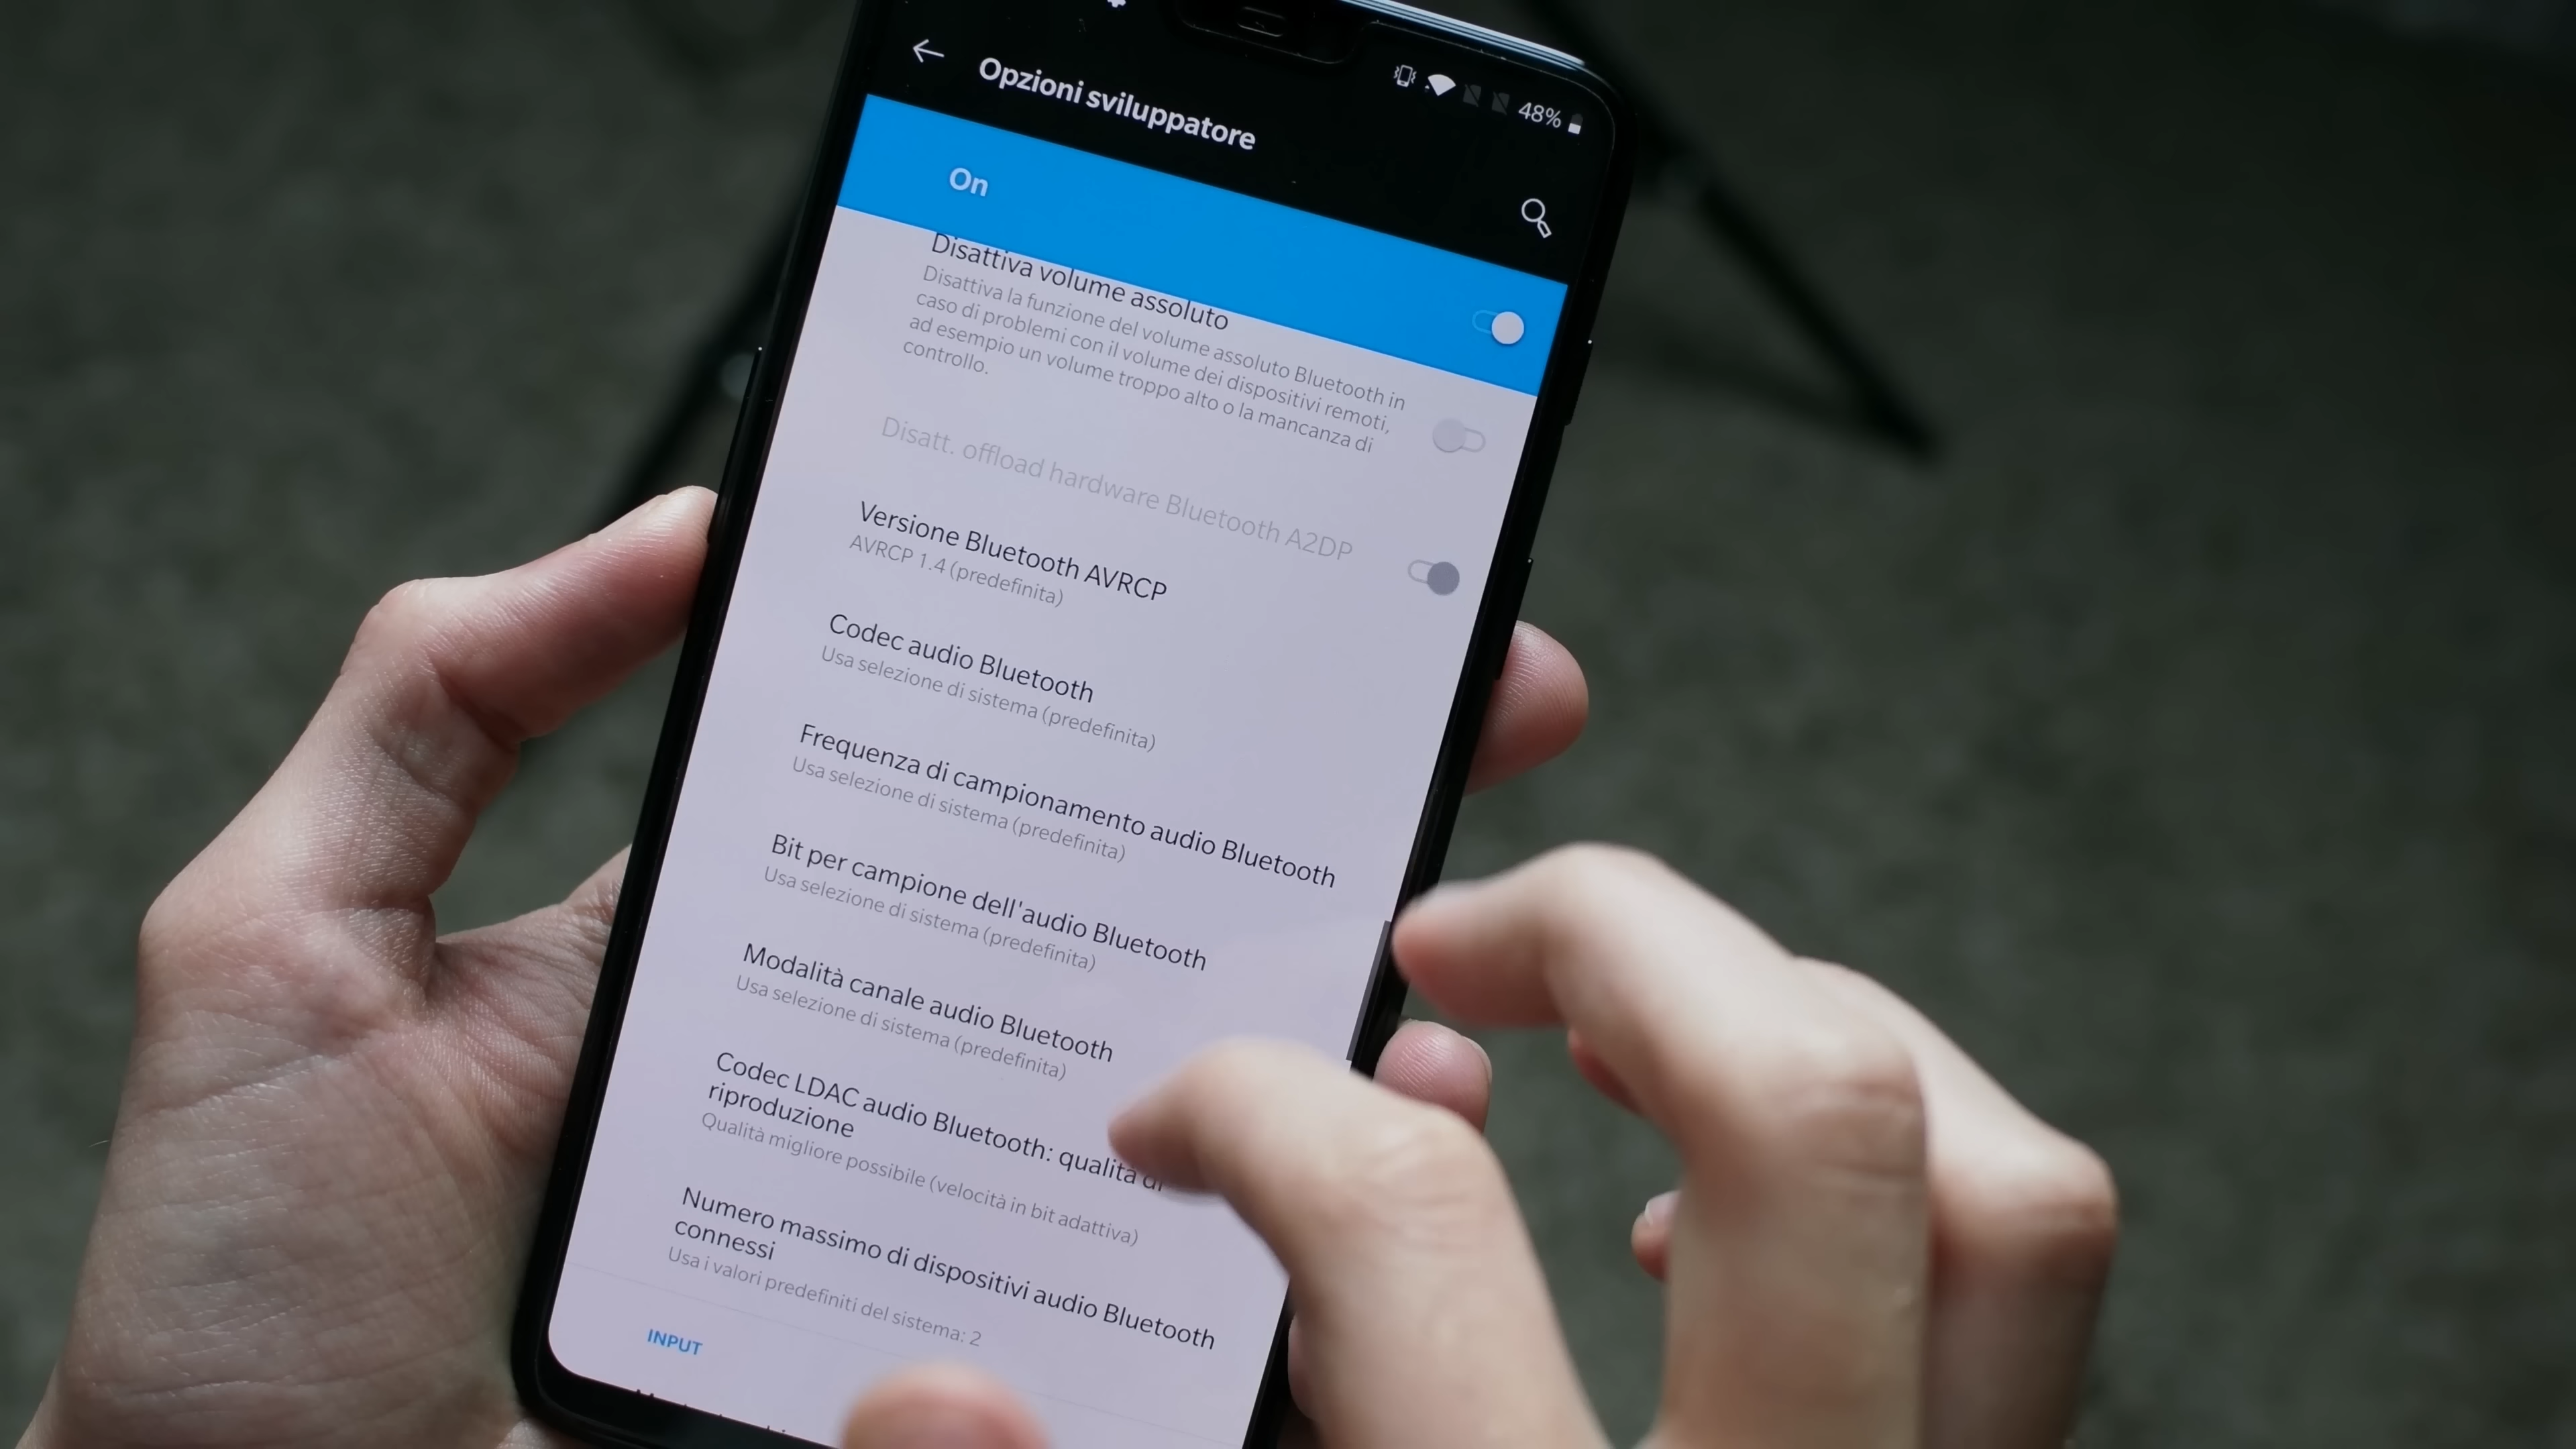 48%
Opzioni sviluppatore
On
Disattiva volume assoluto
Disattiva la funzione del volume assoluto Bluetooth in
caso di problemi con il volume dei dispositivi remoti,
ad esempio un volume troppo alto o la mancanza di
controllo.
Disatt. offload hardware Bluetooth A2DP
Versione Bluetooth AVRCP
AVRCP 1.4 (predefinita)
Codec audio Bluetooth
Usa selezione di sistema (predefinita)
Frequenza di campionamento audio Bluetooth
Usa selezione di sistema (predefinita)
Bit per campione dell'audio Bluetooth
Usa selezione di sistema (predefinita)
Modalità canale audio Bluetooth
Usa selezione di sistema (predefinita)
Codec LDAC audio Bluetooth: qualità di
riproduzione
Qualità migliore possibile (velocità in bit adattiva)
Numero massimo di dispositivi audio Bluetooth
connessi
Usa i valori predefiniti del sistema: 2
INPUT